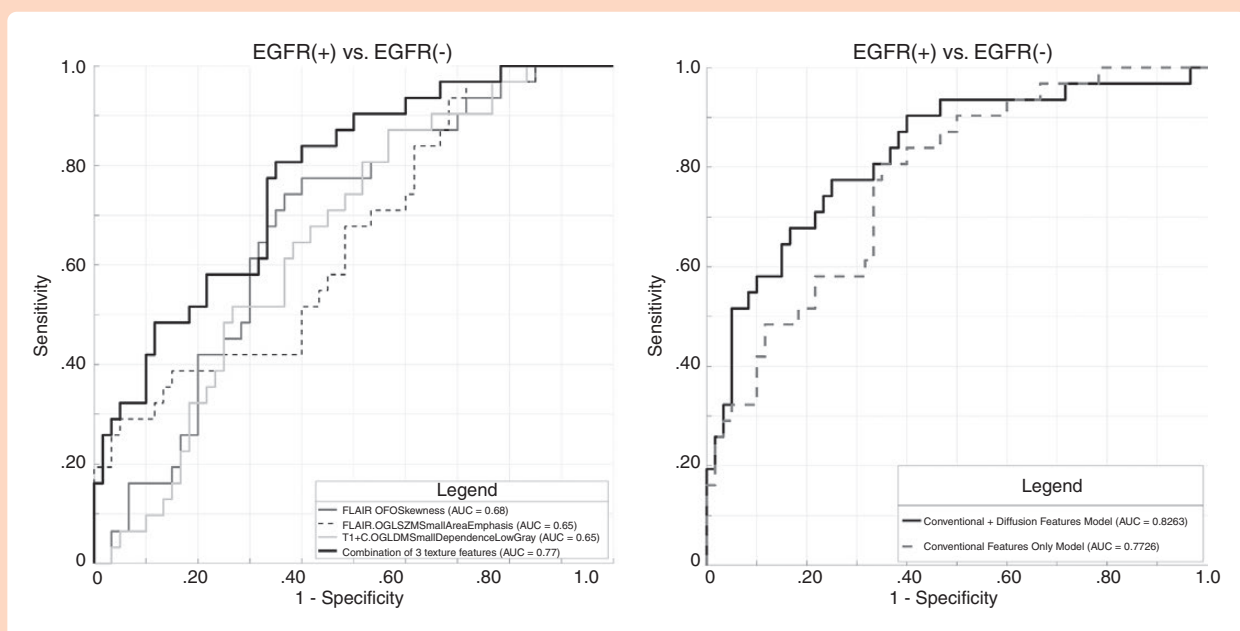 EGFR(+) vs. EGFR(-)
1.0
.80
.60
.40
.20
0
Sensitivity
0 .20 .40 .60 .80 1.0
1 - Specificity
Legend
FLAIR OFOSkewness (AUC = 0.68)
FLAIR.OGLSZMSmallAreaEmphasis (AUC = 0.65)
T1+C.OGLDMSmallDependenceLowGray (AUC = 0.65)
Combination of 3 texture features (AUC = 0.77)
EGFR(+) vs. EGFR(-)
1.0
.80
.60
.40
.20
0
Sensitivity
0 .20 .40 .60 .80 1.0
1 - Specificity
Legend
Conventional + Diffusion Features Model (AUC = 0.8263)
Conventional Features Only Model (AUC = 0.7726)